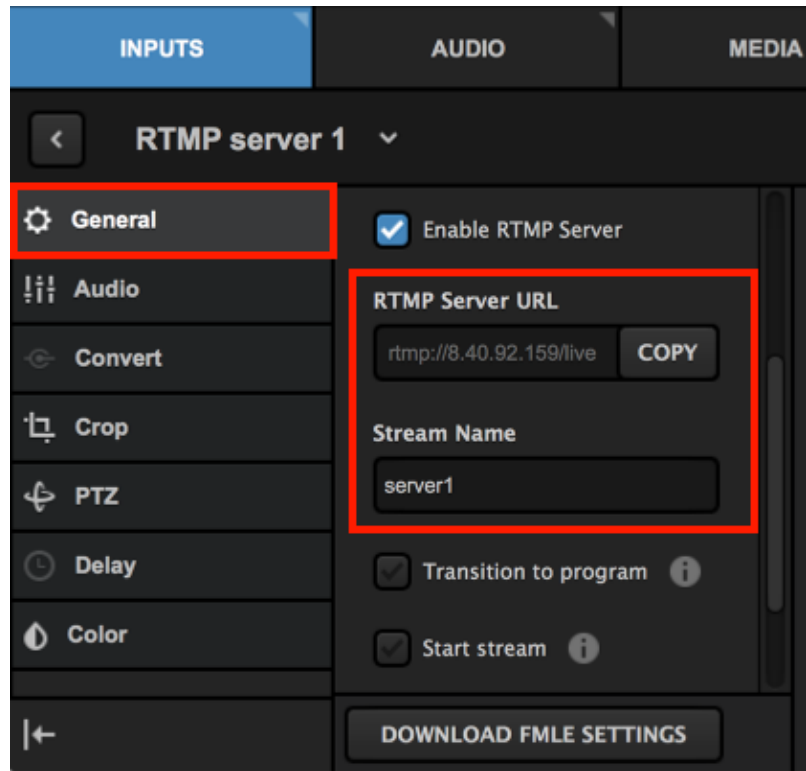 INPUTS
AUDIO
MEDIA
RTMP server 1
General
Audio
Convert
Crop
PTZ
Delay
Color
Enable RTMP Server
RTMP Server URL
rtmp://8.40.92.159/live
COPY
Stream Name
server1
Transition to program
Start stream
DOWNLOAD FMLE SETTINGS